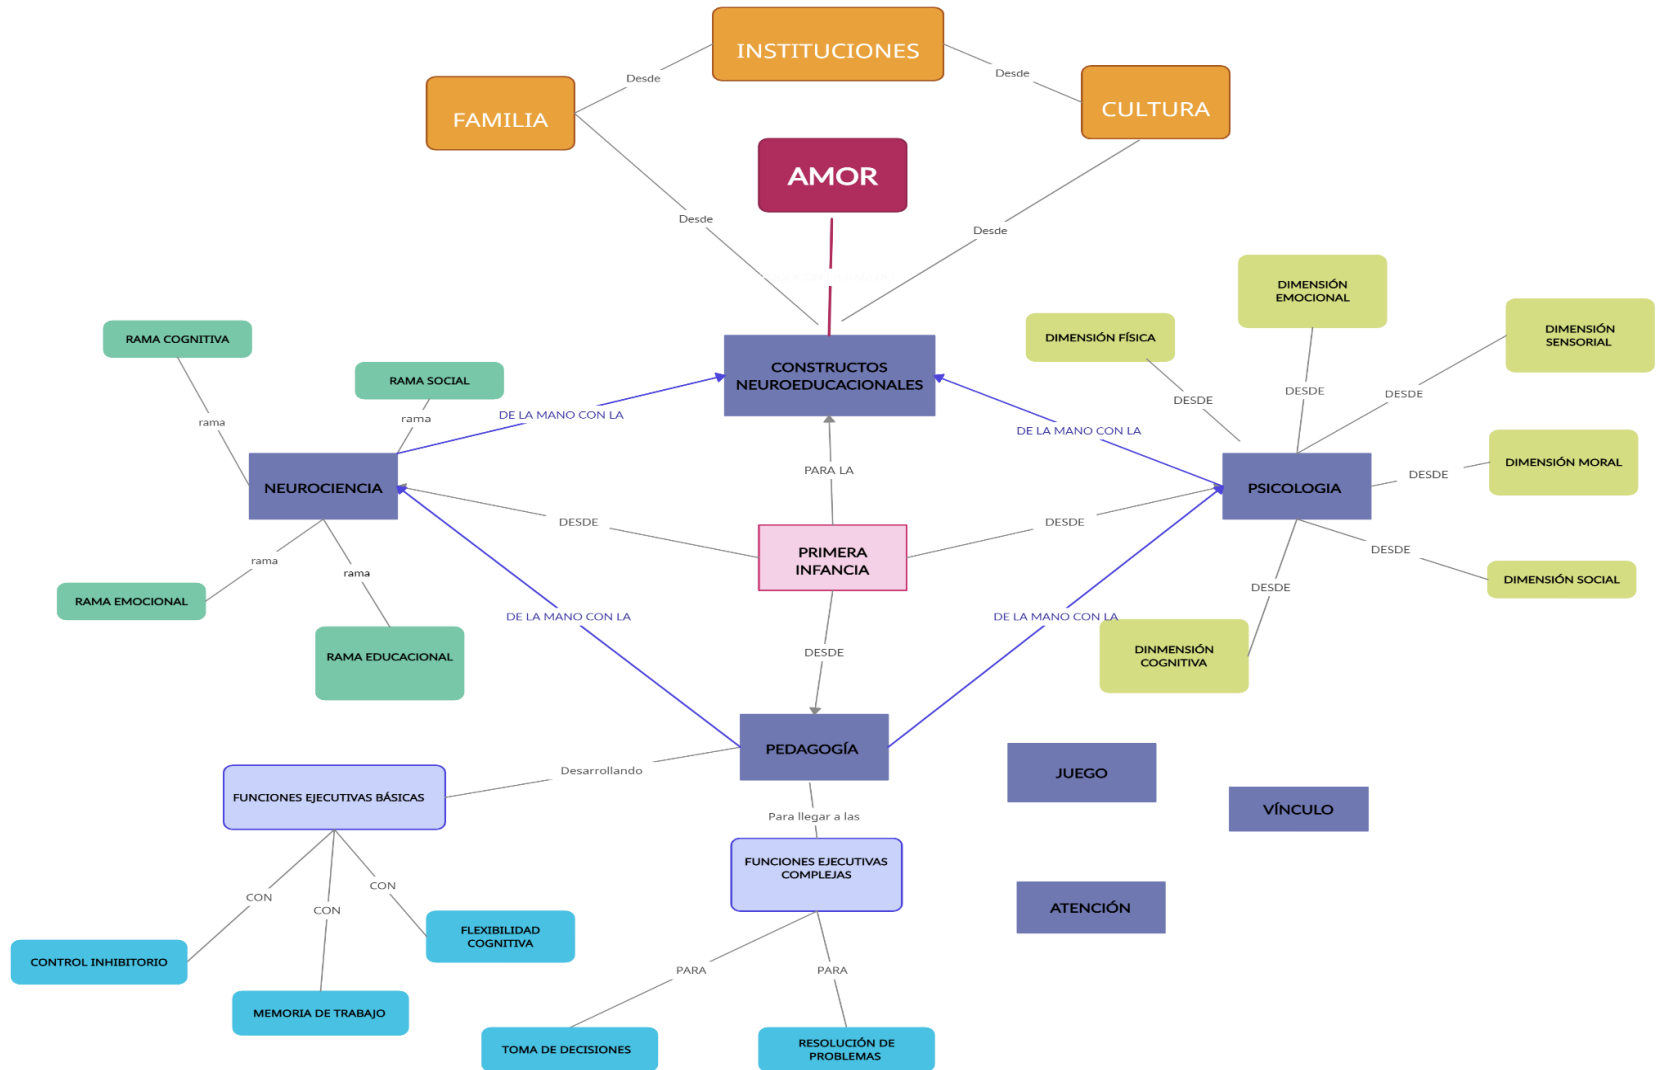 INSTITUCIONES
Desde
Desde
FAMILIA
CULTURA
AMOR
Desde
Desde
DIMENSIÓN
EMOCIONAL
DIMENSIÓN FÍSICA
DIMENSIÓN
SENSORIAL
RAMA COGNITIVA
RAMA SOCIAL
CONSTRUCTOS
NEUROEDUCACIONALES
DESDE
DESDE
DESDE
rama
rama
DE LA MANO CON LA
DE LA MANO CON LA
PARA LA
NEUROCIENCIA
PSICOLOGIA
DESDE
DIMENSIÓN MORAL
DESDE
DESDE
PRIMERA
INFANCIA
rama
rama
DESDE
DESDE
DIMENSIÓN SOCIAL
RAMA EMOCIONAL
DE LA MANO CON LA
DE LA MANO CON LA
RAMA EDUCACIONAL
DESDE
DINMENSIÓN
COGNITIVA
PEDAGOGÍA
Desarrollando
JUEGO
FUNCIONES EJECUTIVAS BÁSICAS
Para llegar a las
VÍNCULO
FUNCIONES EJECUTIVAS
COMPLEJAS
CON
CON
CON
ATENCIÓN
FLEXIBILIDAD
COGNITIVA
CONTROL INHIBITORIO
PARA
PARA
MEMORIA DE TRABAJO
TOMA DE DECISIONES
RESOLUCIÓN DE
PROBLEMAS